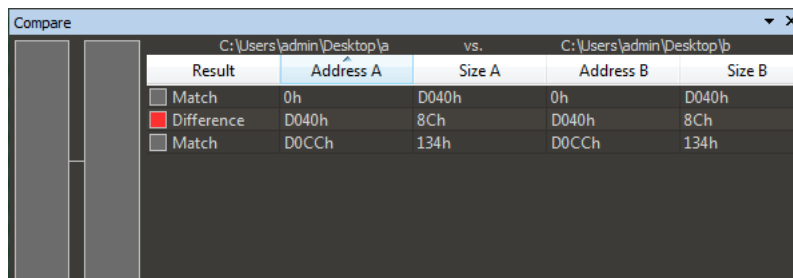 Compare
C:\Users\admin\Desktop\a vs. C:\Users\admin\Desktop\b
Result Address A Size A Address B Size B
Match 0h D040h 0h D040h
Difference D040h 8Ch D040h 8Ch
Match D0CCh 134h D0CCh 134h